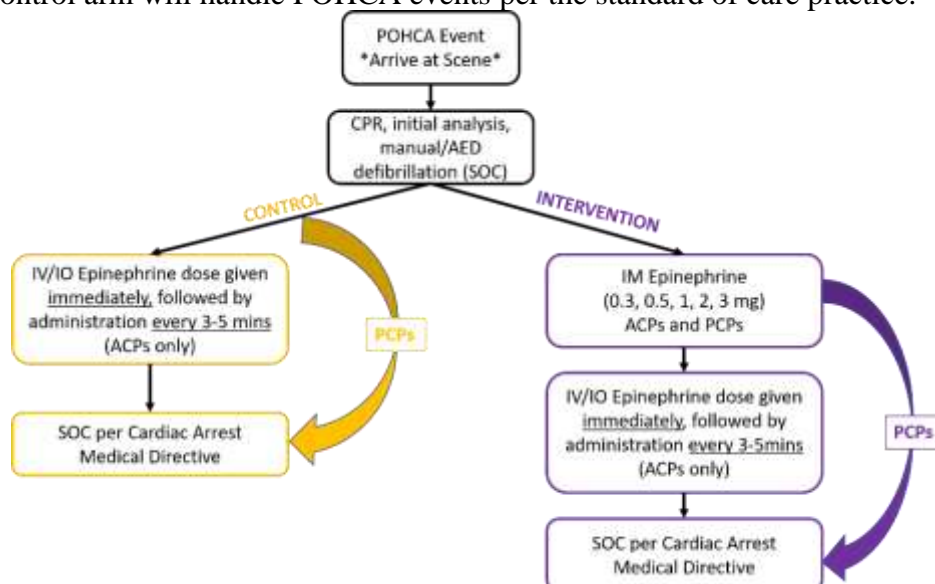 ontrol arm will handle POHCA events per the standard of care practice.
POHCA Event
*Arrive at Scene*
CPR, initial analysis,
manual/AED
defibrillation (SOC)
CONTROL
INTERVENTION
IV/IO Epinephrine dose given
immediately, followed by
administration every 3-5 mins
(ACPs only)
PCPs
SOC per Cardiac Arrest
Medical Directive
IM Epinephrine
(0.3, 0.5, 1, 2, 3 mg)
ACPs and PCPs
IV/IO Epinephrine dose given
immediately, followed by
administration every 3-5mins
(ACPs only)
PCPs
SOC per Cardiac Arrest
Medical Directive